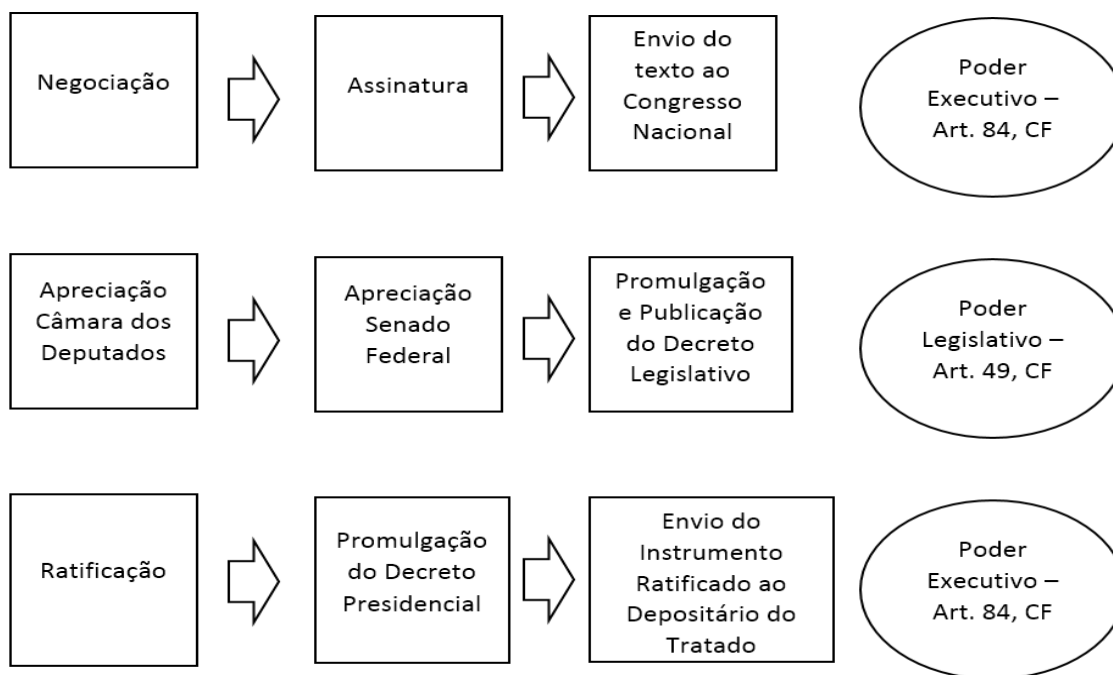 Negociação
Assinatura
Envio do
texto ao
Congresso
Nacional
Poder
Executivo –
Art. 84, CF
Apreciação
Câmara dos
Deputados
Apreciação
Senado
Federal
Promulgação
e Publicação
do Decreto
Legislativo
Poder
Legislativo –
Art. 49, CF
Ratificação
Promulgação
do Decreto
Presidencial
Envio do
Instrumento
Ratificado ao
Depositário do
Tratado
Poder
Executivo –
Art. 84, CF